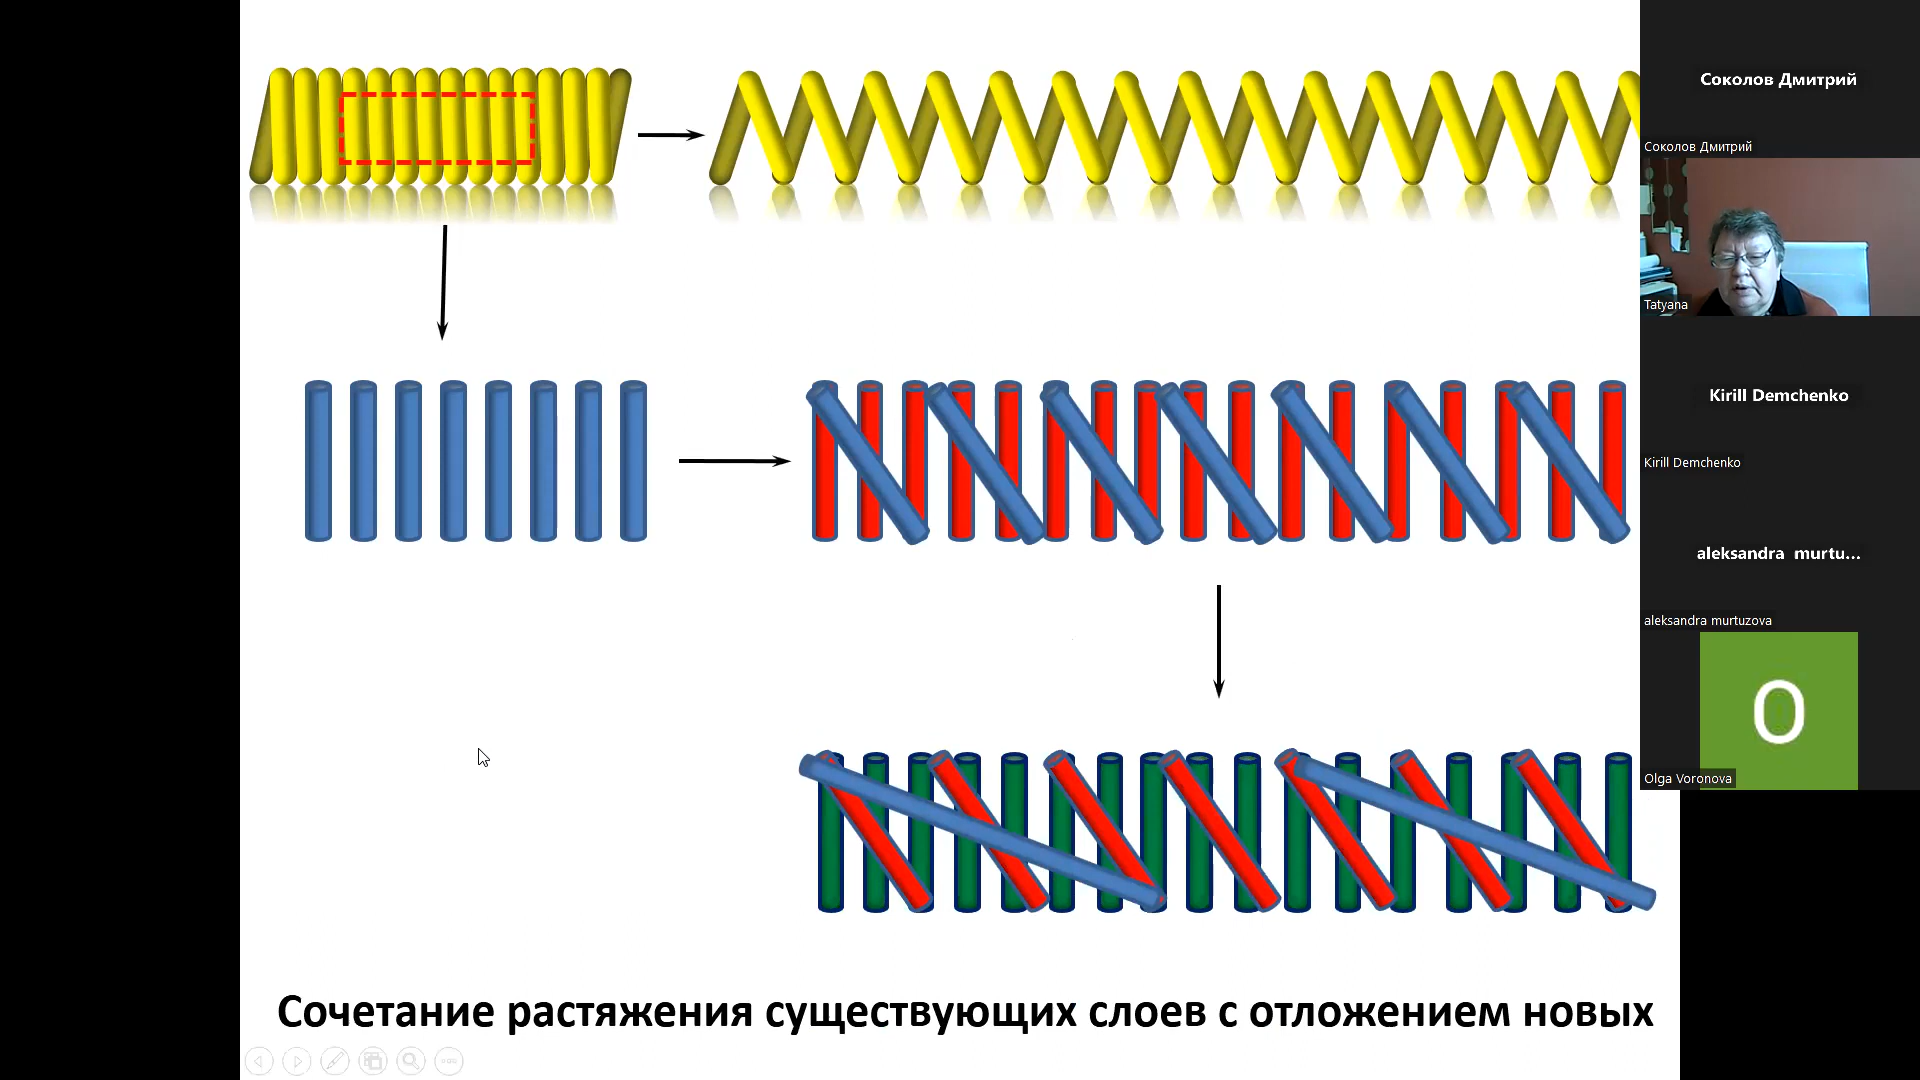 Соколов Дмитрий
Соколов Дмитрий
Tatyana
Kirill Demchenko
Kirill Demchenko
aleksandra murtu...
aleksandra murtuzova
O
Olga Voronova
Сочетание растяжения существующих слоев с отложением новых